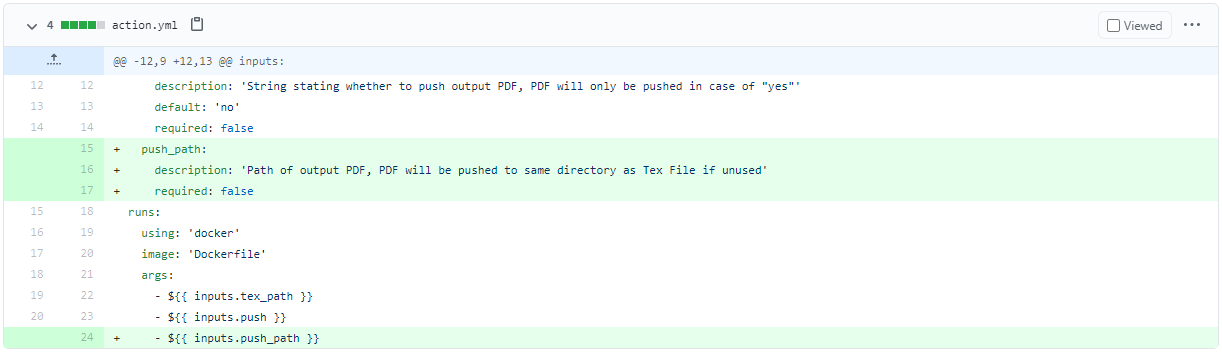 4 action.yml Viewed
@@ -12,9 +12,13 @@ inputs:
12 12 description: 'String stating whether to push output PDF, PDF will only be pushed in case of "yes"'
13 13 default: 'no'
14 14 required: false
15 + push_path:
16 + description: 'Path of output PDF, PDF will be pushed to same directory as Tex File if unused'
17 + required: false
15 18 runs:
16 19 using: 'docker'
17 20 image: 'Dockerfile'
18 21 args:
19 22 - ${{ inputs.tex_path }}
20 23 - ${{ inputs.push }}
24 + - ${{ inputs.push_path }}